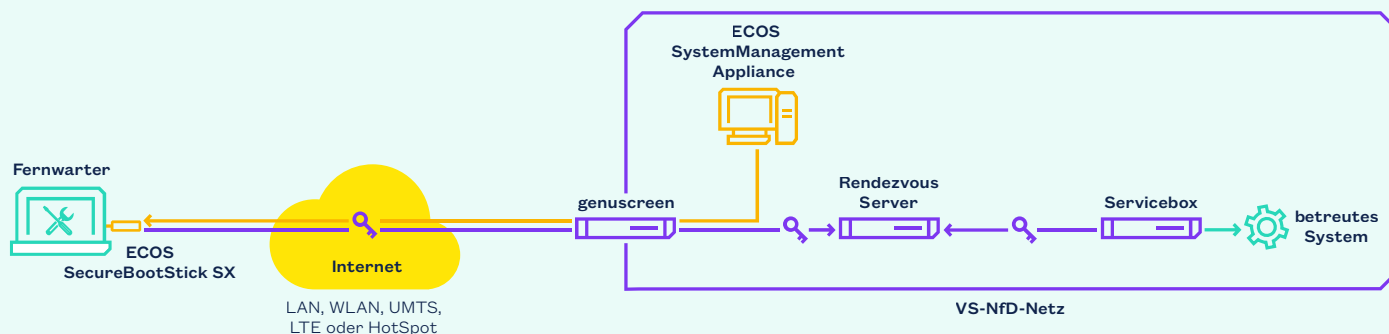 ECOS
SystemManagement
Appliance
Fernwarter
ECOS
SecureBootStick SX
Internet
LAN, WLAN, UMTS,
LTE oder HotSpot
genuscreen
Rendezvous
Server
Servicebox
betreutes
System
VS-NfD-Netz